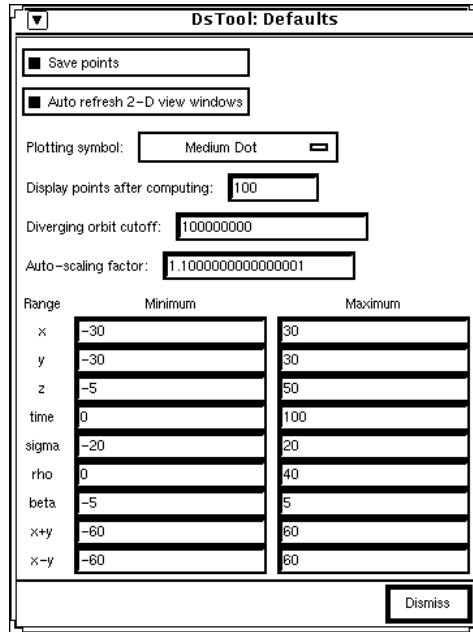 DsTool: Defaults
Save points
Auto refresh 2-D view windows
Plotting symbol: Medium Dot
Display points after computing: 100
Diverging orbit cutoff: 100000000
Auto-scaling factor: 1.1000000000000001
Range Minimum Maximum
x -30 30
y -30 30
z -5 50
time 0 100
sigma -20 20
rho 0 40
beta -5 5
x+y -60 60
x-y -60 60
Dismiss